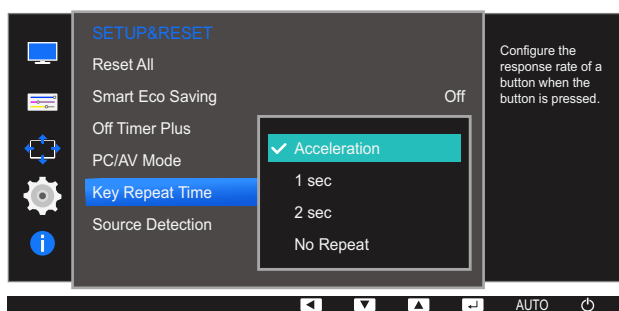 SETUP&RESET
Reset All
Smart Eco Saving Off
Off Timer Plus
PC/AV Mode
Key Repeat Time
Source Detection
Acceleration
1 sec
2 sec
No Repeat
Configure the
response rate of a
button when the
button is pressed.
AUTO